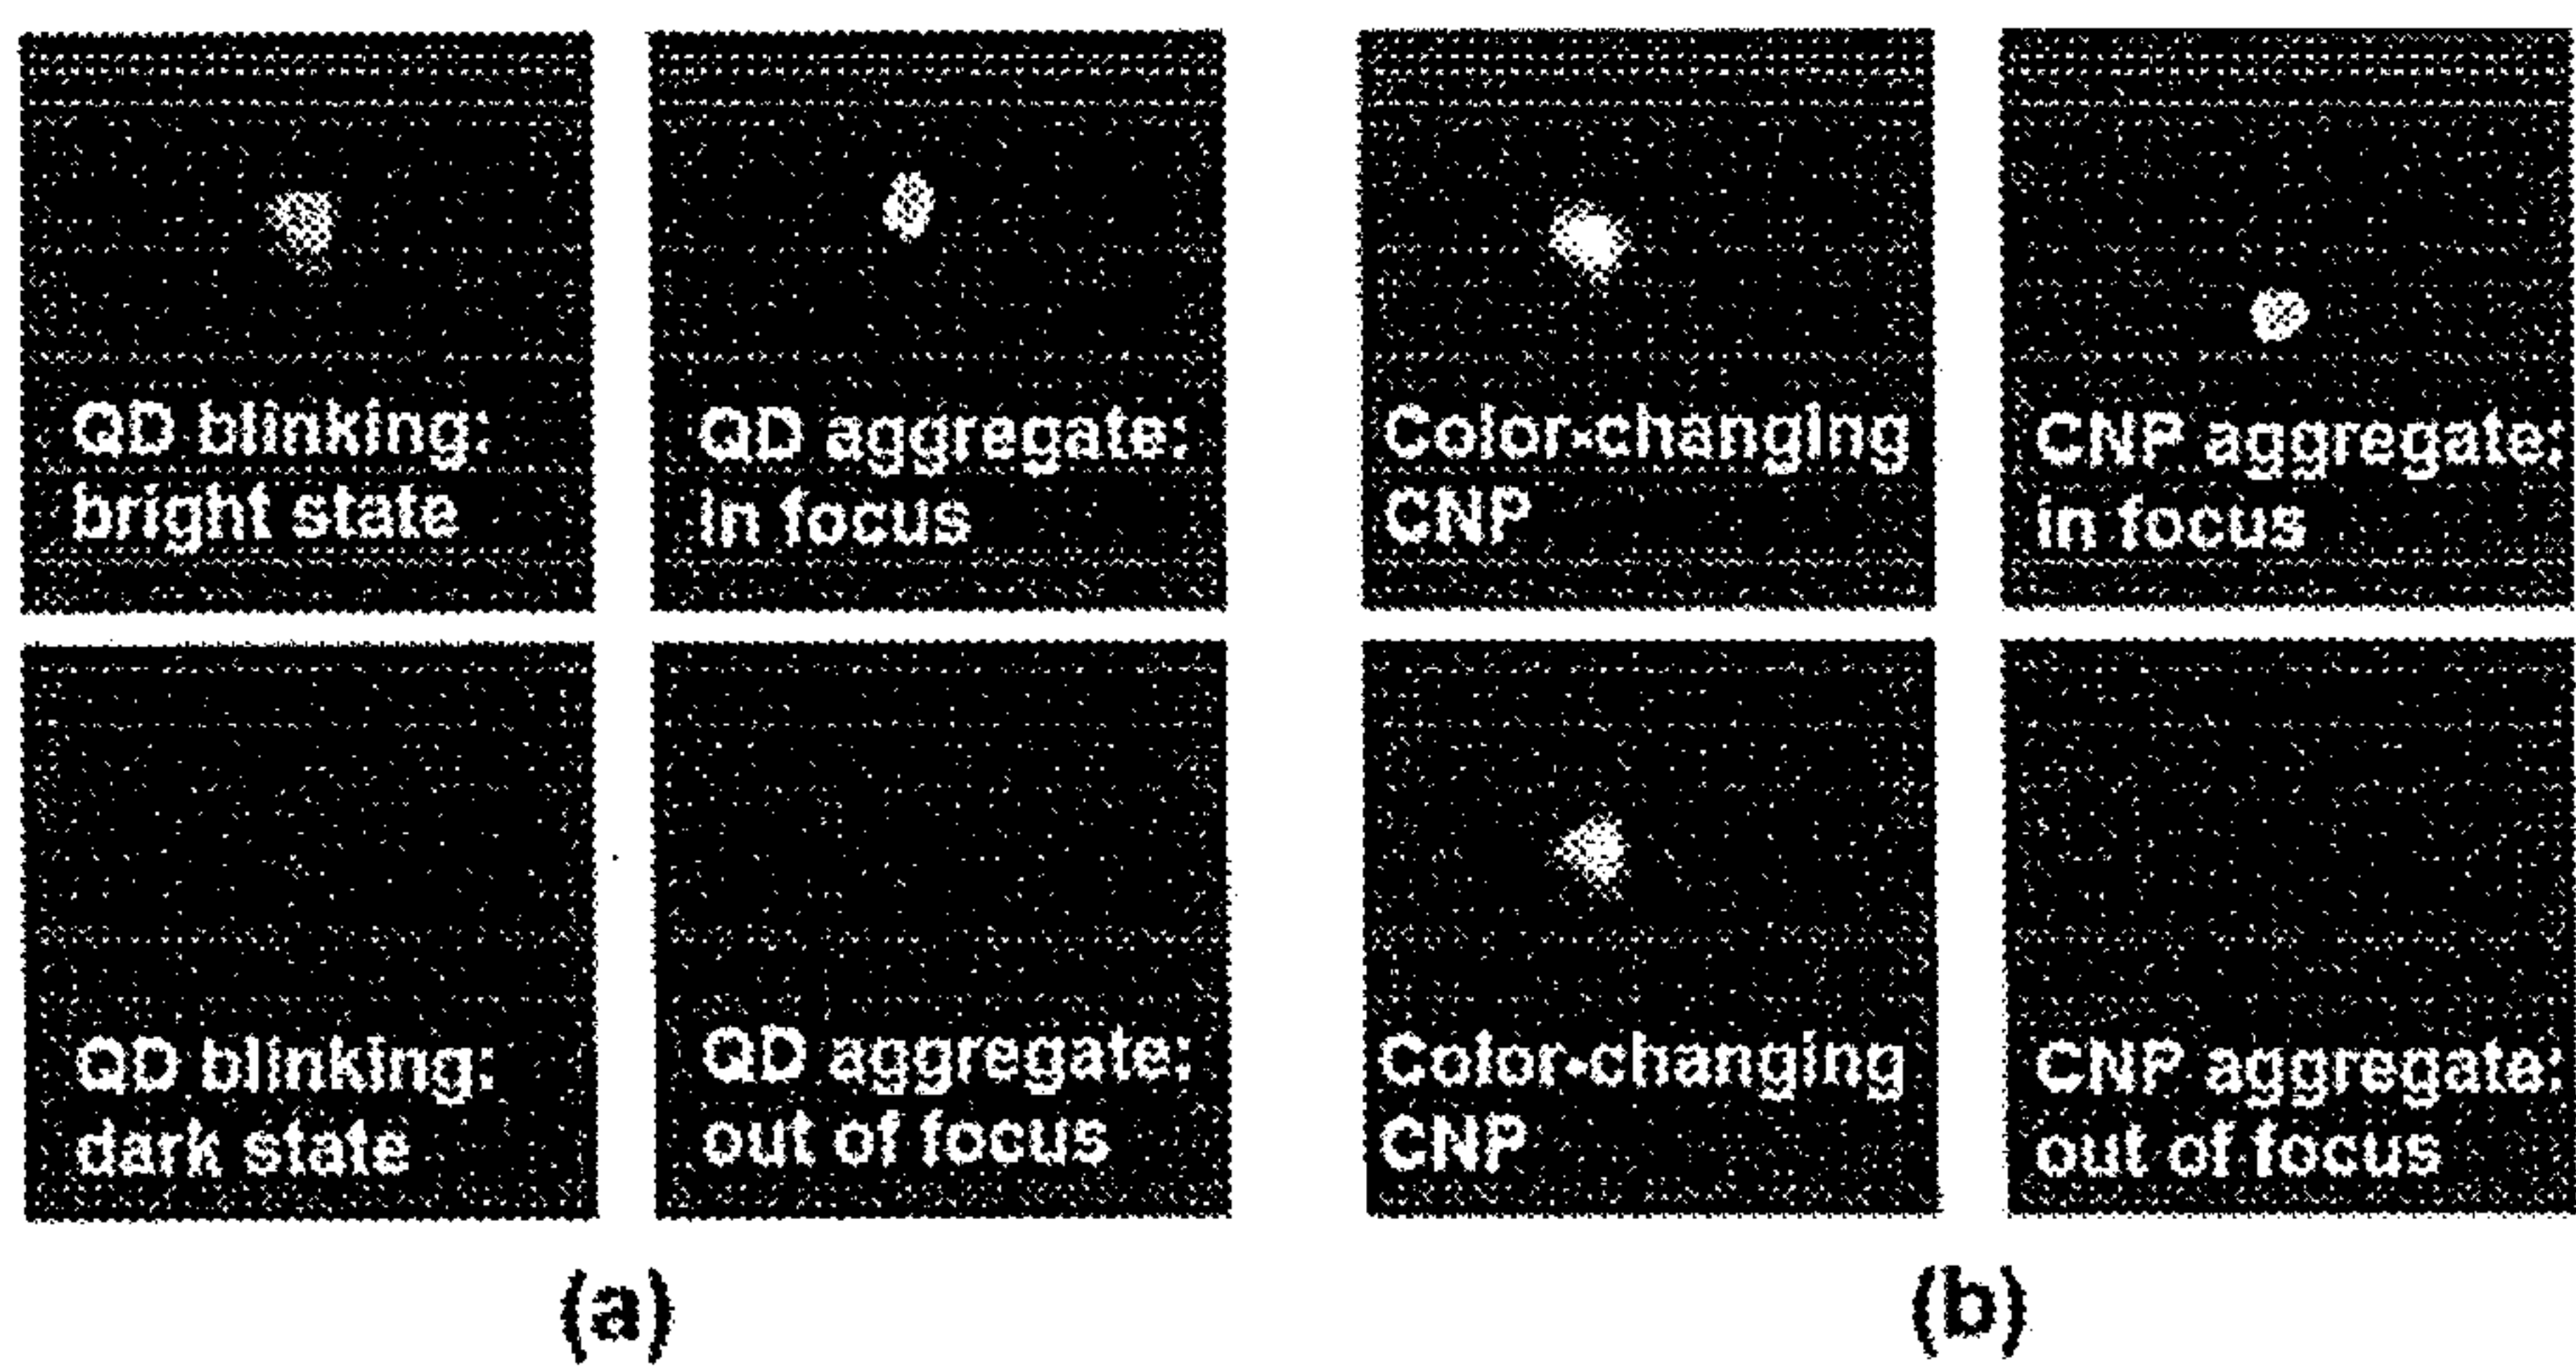 QD blinking:
bright state
QD aggregate:
in focus
Color-changing
CNP
CNP aggregate:
in focus
QD blinking:
dark state
QD aggregate:
out of focus
Color-changing
CNP
CNP aggregate:
out of focus
(a)
(b)